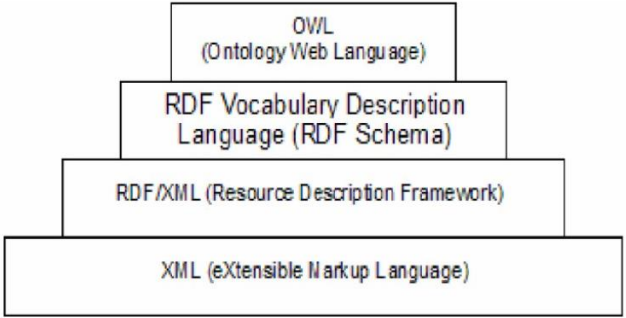 OWL
(Ontology Web Language)
RDF Vocabulary Description
Language (RDF Schema)
RDF/XML (Resource Description Framework)
XML (eXtensible Markup Language)